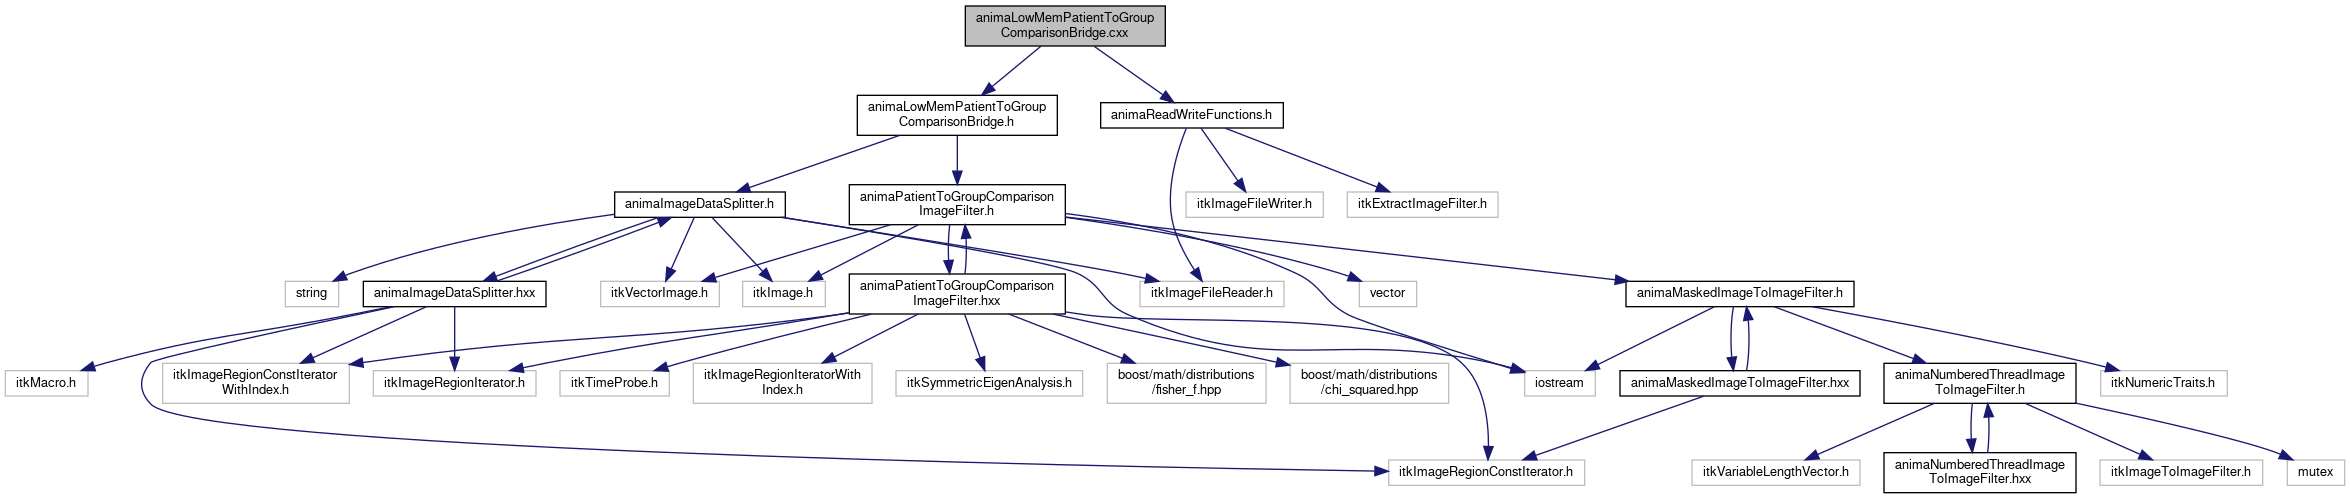 animaLowMemPatientToGroup
ComparisonBridge.cxx
animaLowMemPatientToGroup
ComparisonBridge.h
animaReadWriteFunctions.h
animaImageDataSplitter.h
animaPatientToGroupComparison
ImageFilter.h
itkImageFileWriter.h
itkExtractImageFilter.h
string
animaImageDataSplitter.hxx
itkVectorImage.h
itkImage.h
animaPatientToGroupComparison
ImageFilter.hxx
itkImageFileReader.h
vector
animaMaskedImageToImageFilter.h
itkMacro.h
itkImageRegionConstIterator
WithIndex.h
itkImageRegionIterator.h
itkTimeProbe.h
itkImageRegionIteratorWith
Index.h
itkSymmetricEigenAnalysis.h
boost/math/distributions
/fisher_f.hpp
boost/math/distributions
/chi_squared.hpp
iostream
animaMaskedImageToImageFilter.hxx
animaNumberedThreadImage
ToImageFilter.h
itkNumericTraits.h
itkImageRegionConstIterator.h
itkVariableLengthVector.h
animaNumberedThreadImage
ToImageFilter.hxx
itkImageToImageFilter.h
mutex